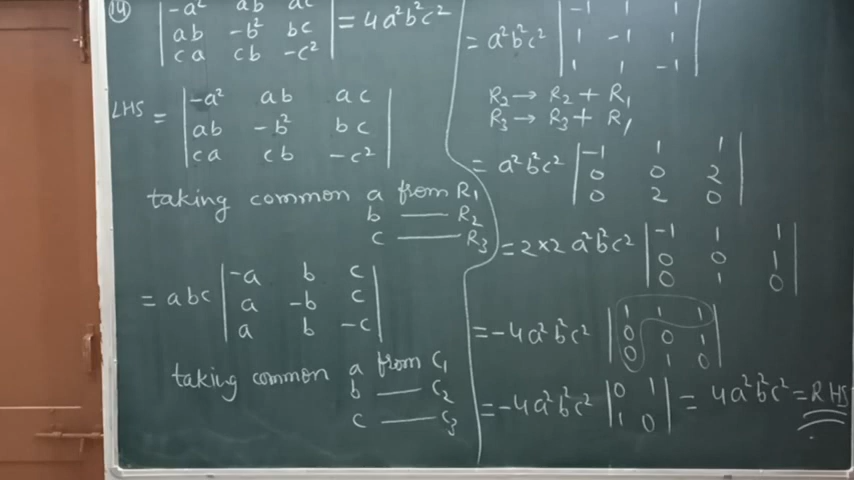 (14) | -a² ab ac |
| ab -b² bc | = 4a²b²c²
| ca cb -c² |
LHS = | -a² ab ac |
| ab -b² bc |
| ca cb -c² |
taking common a from R₁
b — R₂
c — R₃
= abc | -a b c |
| a -b c |
| a b -c |
taking common a from C₁
b — C₂
c — C₃
= a²b²c² | -1 1 1 |
| 1 -1 1 |
| 1 1 -1 |
R₂ → R₂ + R₁
R₃ → R₃ + R₁
= a²b²c² | -1 1 1 |
| 0 0 2 |
| 0 2 0 |
= 2×2 a²b²c² | -1 1 1 |
| 0 0 1 |
| 0 1 0 |
= -4a²b²c² | 1 1 1 |
| 0 0 1 |
| 0 1 0 |
= -4a²b²c² | 0 1 | = 4a²b²c² = RHS
| 1 0 |